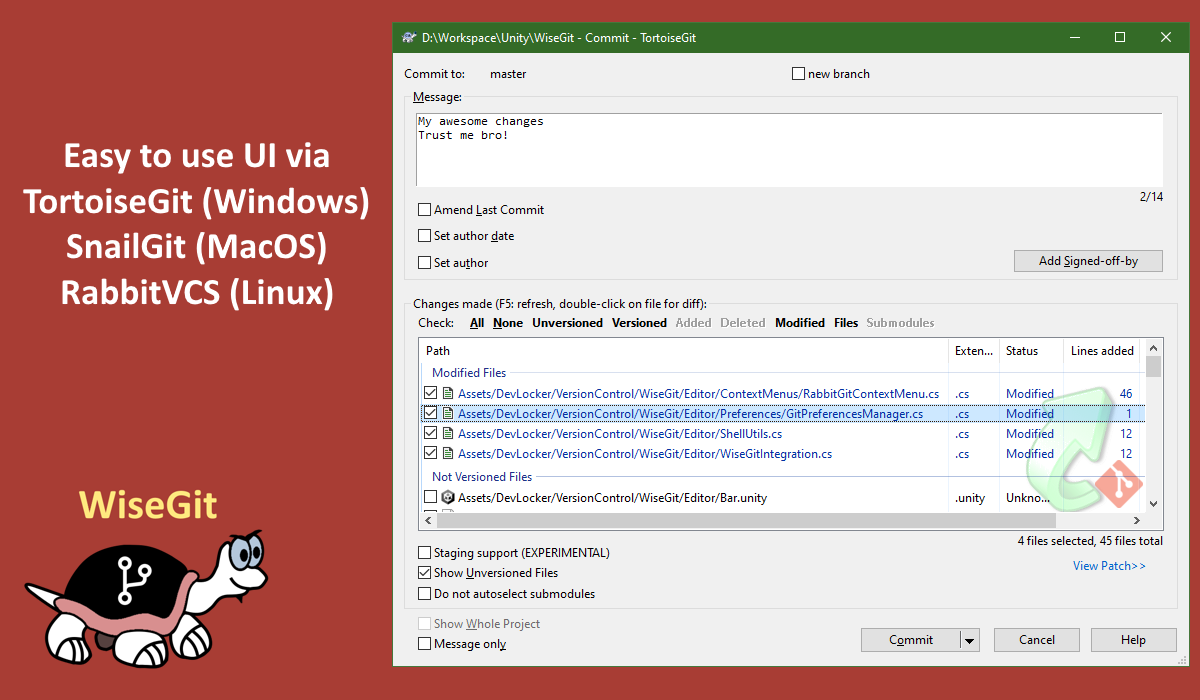 Easy to use UI via
TortoiseGit (Windows)
SnailGit (MacOS)
RabbitVCS (Linux)
WiseGit
D:\Workspace\Unity\WiseGit - Commit - TortoiseGit
Commit to: master new branch
Message:
My awesome changes
Trust me bro!
2/14
Amend Last Commit
Set author date
Set author
Add Signed-off-by
Changes made (F5: refresh, double-click on file for diff):
Check: All None Unversioned Versioned Added Deleted Modified Files Submodules
Path Exten... Status Lines added
Modified Files
Assets/DevLocker/VersionControl/WiseGit/Editor/ContextMenus/RabbitGitContextMenu.cs .cs Modified 46
Assets/DevLocker/VersionControl/WiseGit/Editor/Preferences/GitPreferencesManager.cs .cs Modified 1
Assets/DevLocker/VersionControl/WiseGit/Editor/ShellUtils.cs .cs Modified 12
Assets/DevLocker/VersionControl/WiseGit/Editor/WiseGitIntegration.cs .cs Modified 12
Not Versioned Files
Assets/DevLocker/VersionControl/WiseGit/Editor/Bar.unity .unity Unkno...
4 files selected, 45 files total
Staging support (EXPERIMENTAL)
View Patch>>
Show Unversioned Files
Do not autoselect submodules
Show Whole Project
Message only
Commit Cancel Help